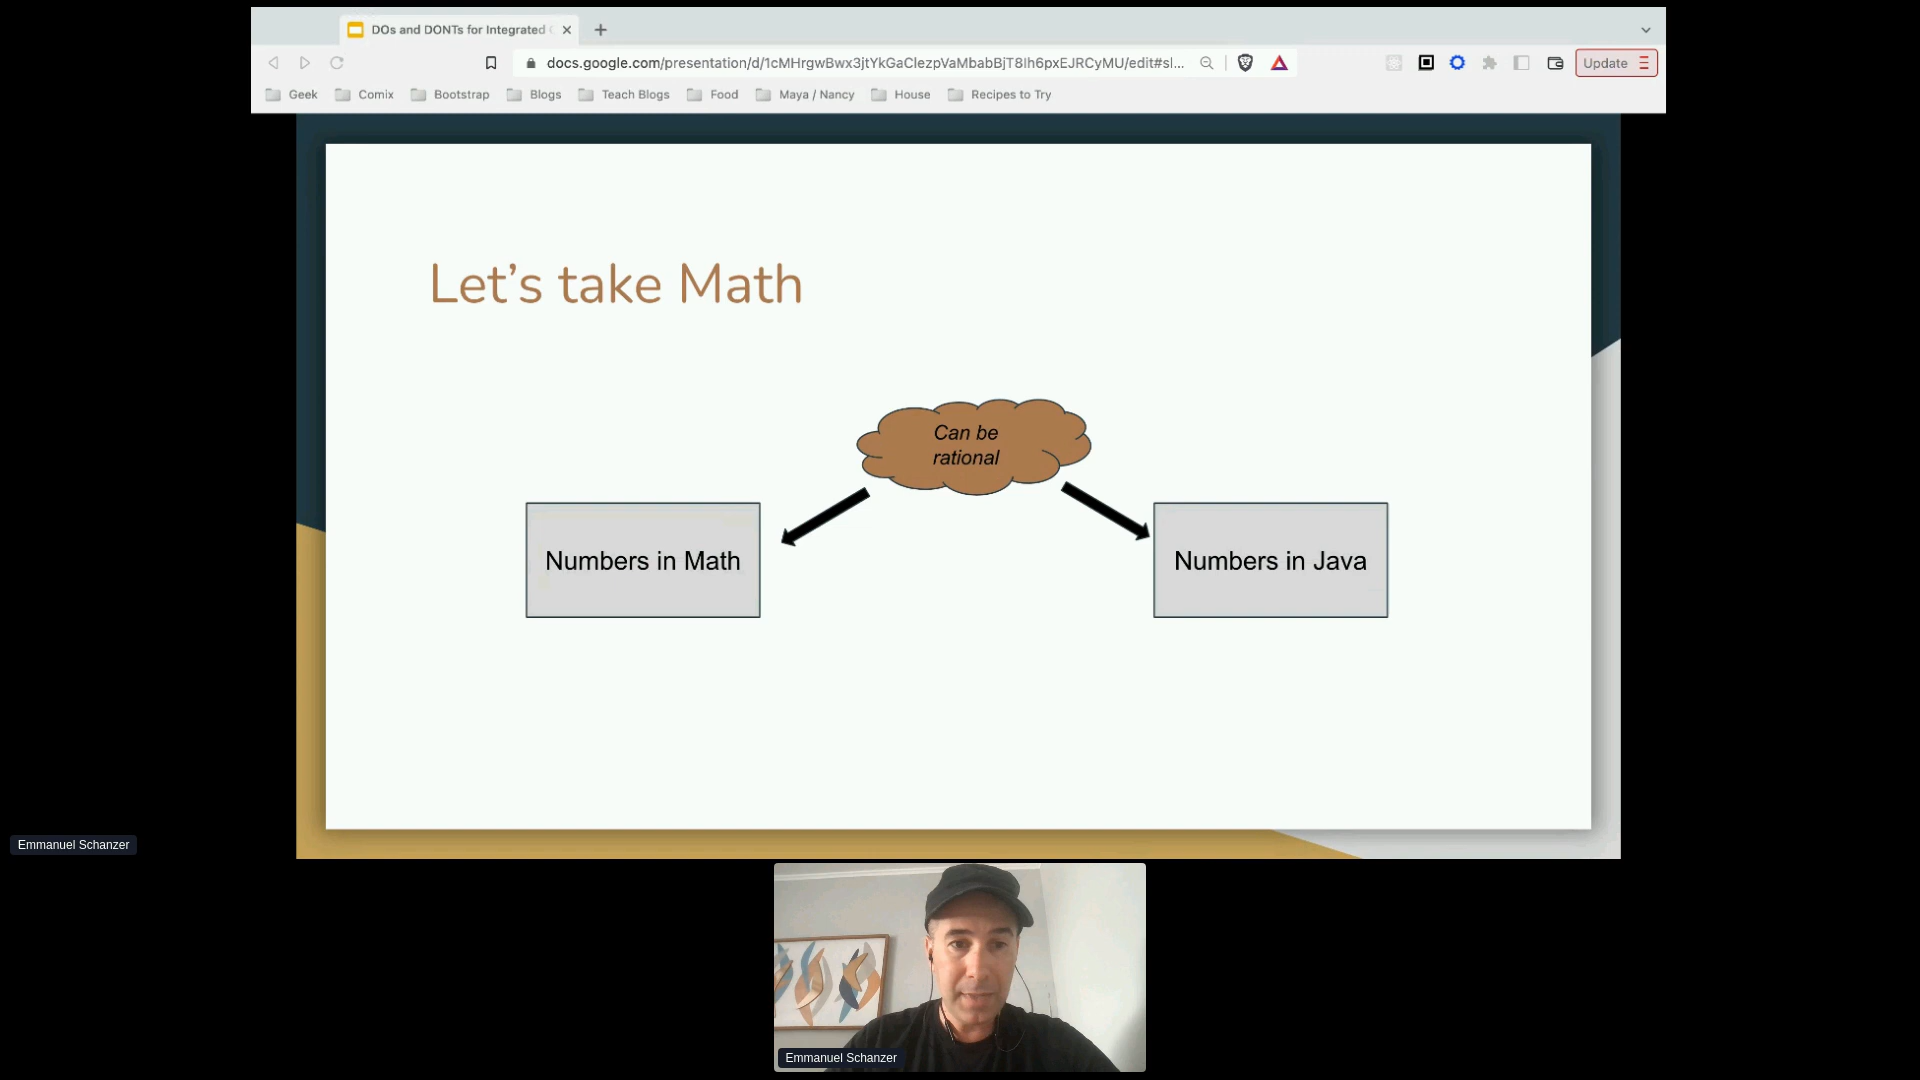 DOs and DONTs for Integrated
docs.google.com/presentation/d/1cMHrgwBwx3jtYkGaClezpVaMbabBjT8lh6pxEJRCyMU/edit#sl...
Update
Geek Comix Bootstrap Blogs Teach Blogs Food Maya / Nancy House Recipes to Try
Let’s take Math
Can be
rational
Numbers in Math
Numbers in Java
Emmanuel Schanzer
Emmanuel Schanzer